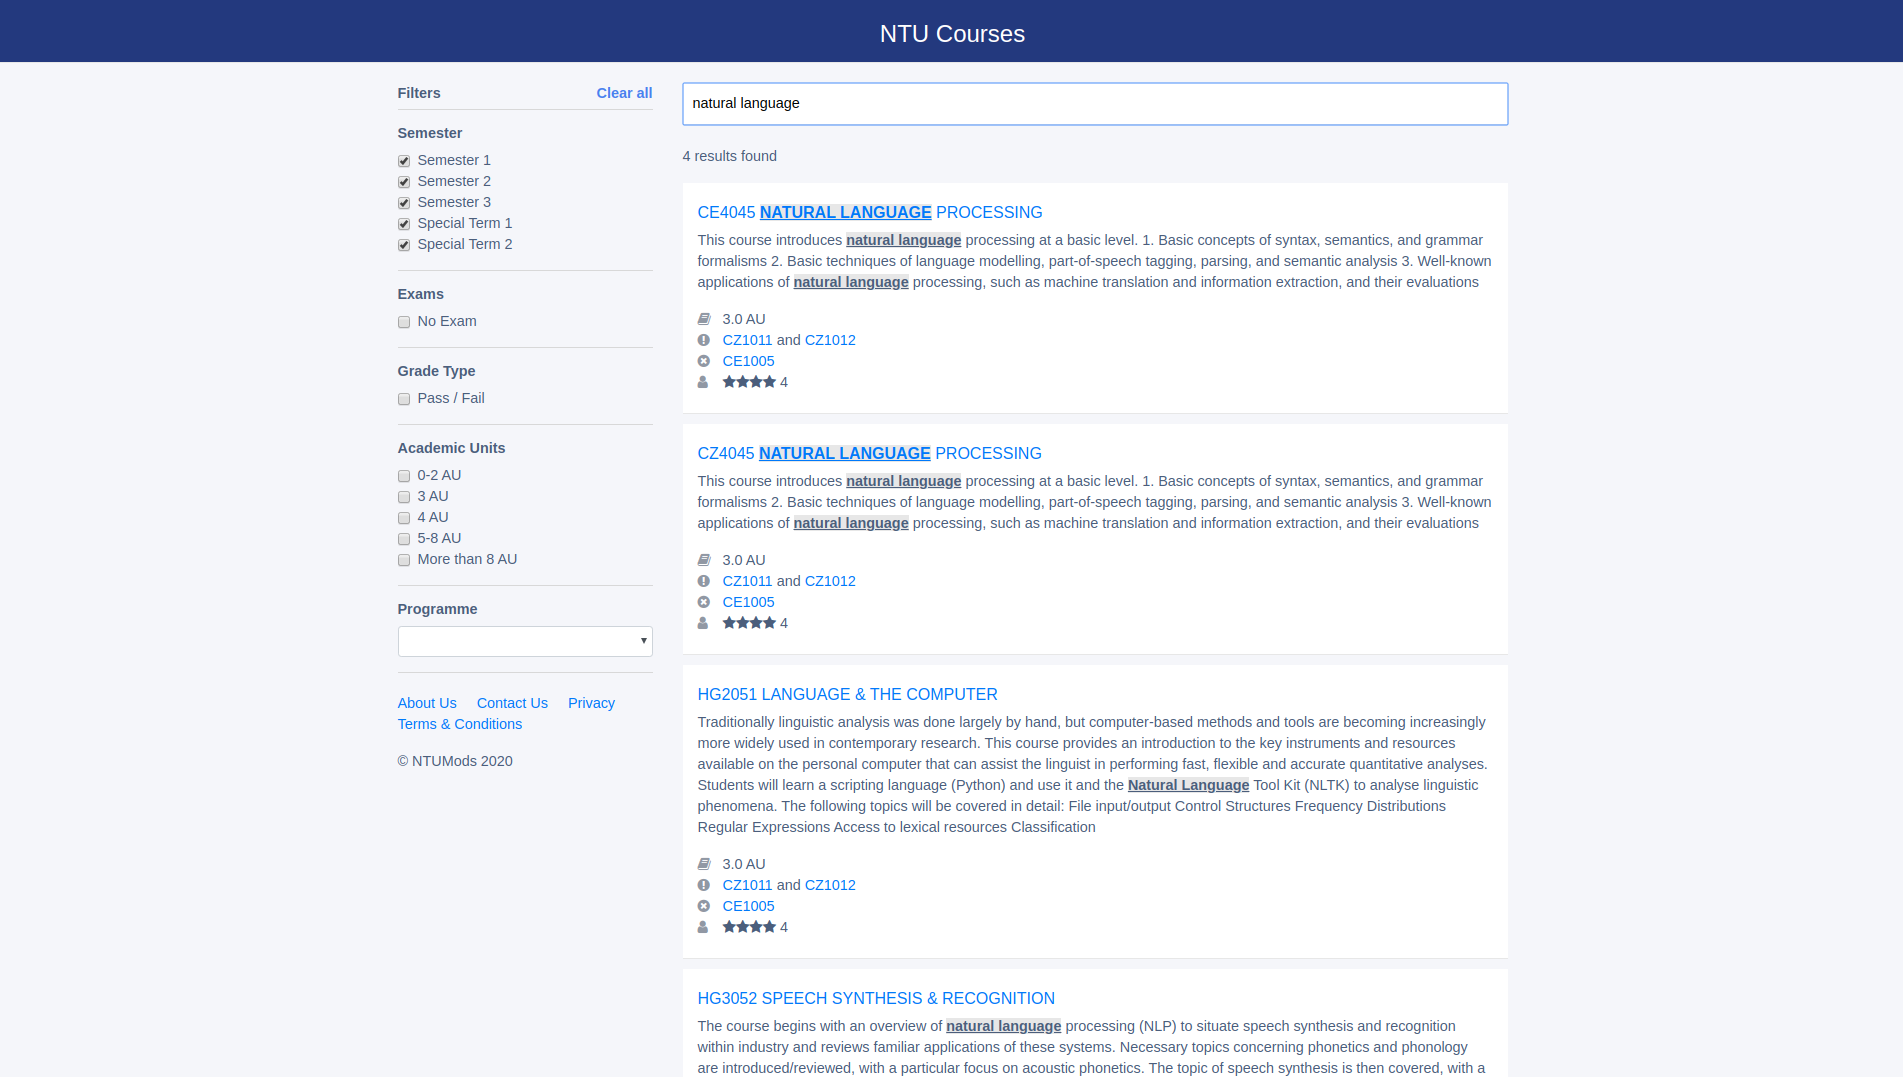 NTU Courses
Filters
Clear all
Semester
Semester 1
Semester 2
Semester 3
Special Term 1
Special Term 2
Exams
No Exam
Grade Type
Pass / Fail
Academic Units
0-2 AU
3 AU
4 AU
5-8 AU
More than 8 AU
Programme
About Us
Contact Us
Privacy
Terms & Conditions
© NTUMods 2020
natural language
4 results found
CE4045 NATURAL LANGUAGE PROCESSING
This course introduces natural language processing at a basic level. 1. Basic concepts of syntax, semantics, and grammar
formalisms 2. Basic techniques of language modelling, part-of-speech tagging, parsing, and semantic analysis 3. Well-known
applications of natural language processing, such as machine translation and information extraction, and their evaluations
3.0 AU
CZ1011 and CZ1012
CE1005
4
CZ4045 NATURAL LANGUAGE PROCESSING
This course introduces natural language processing at a basic level. 1. Basic concepts of syntax, semantics, and grammar
formalisms 2. Basic techniques of language modelling, part-of-speech tagging, parsing, and semantic analysis 3. Well-known
applications of natural language processing, such as machine translation and information extraction, and their evaluations
3.0 AU
CZ1011 and CZ1012
CE1005
4
HG2051 LANGUAGE & THE COMPUTER
Traditionally linguistic analysis was done largely by hand, but computer-based methods and tools are becoming increasingly
more widely used in contemporary research. This course provides an introduction to the key instruments and resources
available on the personal computer that can assist the linguist in performing fast, flexible and accurate quantitative analyses.
Students will learn a scripting language (Python) and use it and the Natural Language Tool Kit (NLTK) to analyse linguistic
phenomena. The following topics will be covered in detail: File input/output Control Structures Frequency Distributions
Regular Expressions Access to lexical resources Classification
3.0 AU
CZ1011 and CZ1012
CE1005
4
HG3052 SPEECH SYNTHESIS & RECOGNITION
The course begins with an overview of natural language processing (NLP) to situate speech synthesis and recognition
within industry and reviews familiar applications of these systems. Necessary topics concerning phonetics and phonology
are introduced/reviewed, with a particular focus on acoustic phonetics. The topic of speech synthesis is then covered, with a